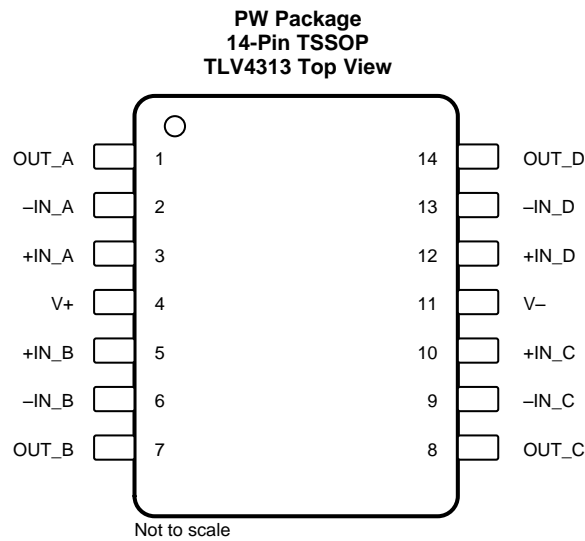 PW Package
14-Pin TSSOP
TLV4313 Top View
OUT_A 1 14 OUT_D
–IN_A 2 13 –IN_D
+IN_A 3 12 +IN_D
V+ 4 11 V–
+IN_B 5 10 +IN_C
–IN_B 6 9 –IN_C
OUT_B 7 8 OUT_C
Not to scale